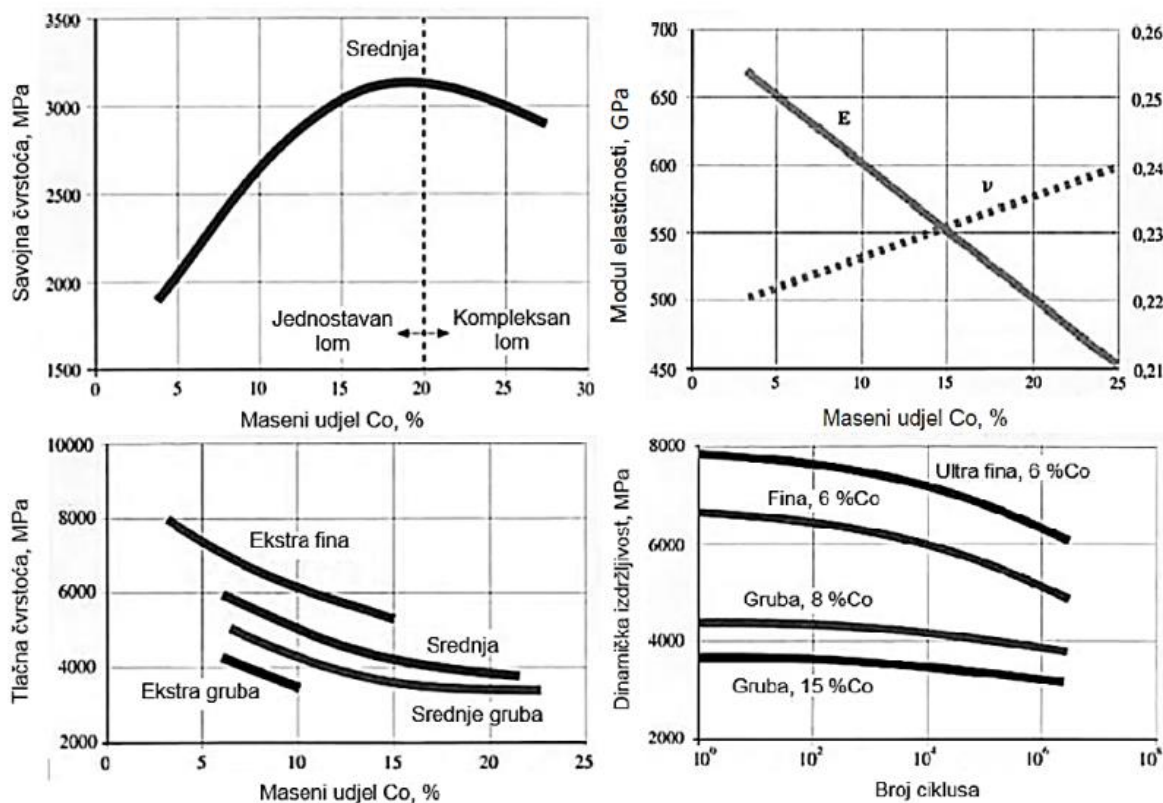 3500
3000
2500
2000
1500
Savojna čvrstoća, MPa
Srednja
Jednostavan
lom
Kompleksan
lom
0 5 10 15 20 25 30
Maseni udjel Co, %
700
650
600
550
500
450
Modul elastičnosti, GPa
E
ν
0,26
0,25
0,24
0,23
0,22
0,21
0 5 10 15 20 25
Maseni udjel Co, %
10000
8000
6000
4000
2000
Tlačna čvrstoća, MPa
Ekstra fina
Srednja
Ekstra gruba
Srednje gruba
0 5 10 15 20 25
Maseni udjel Co, %
8000
6000
4000
2000
Dinamička izdržljivost, MPa
Ultra fina, 6 %Co
Fina, 6 %Co
Gruba, 8 %Co
Gruba, 15 %Co
10⁰ 10² 10⁴ 10⁶ 10⁸
Broj ciklusa